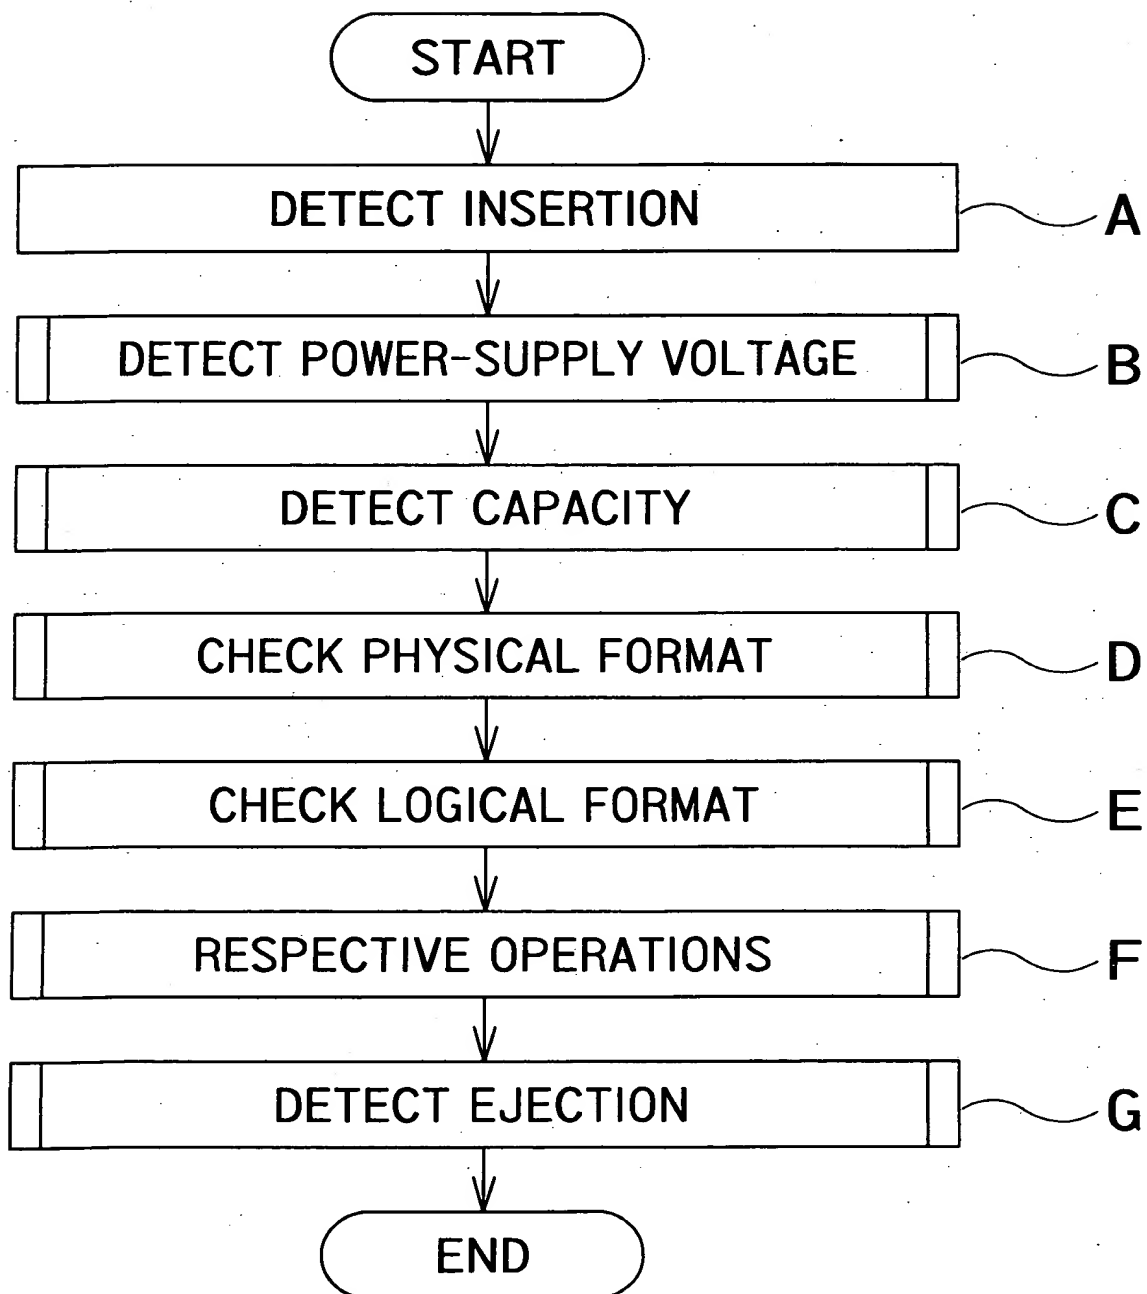 START
DETECT INSERTION A
DETECT POWER-SUPPLY VOLTAGE B
DETECT CAPACITY C
CHECK PHYSICAL FORMAT D
CHECK LOGICAL FORMAT E
RESPECTIVE OPERATIONS F
DETECT EJECTION G
END